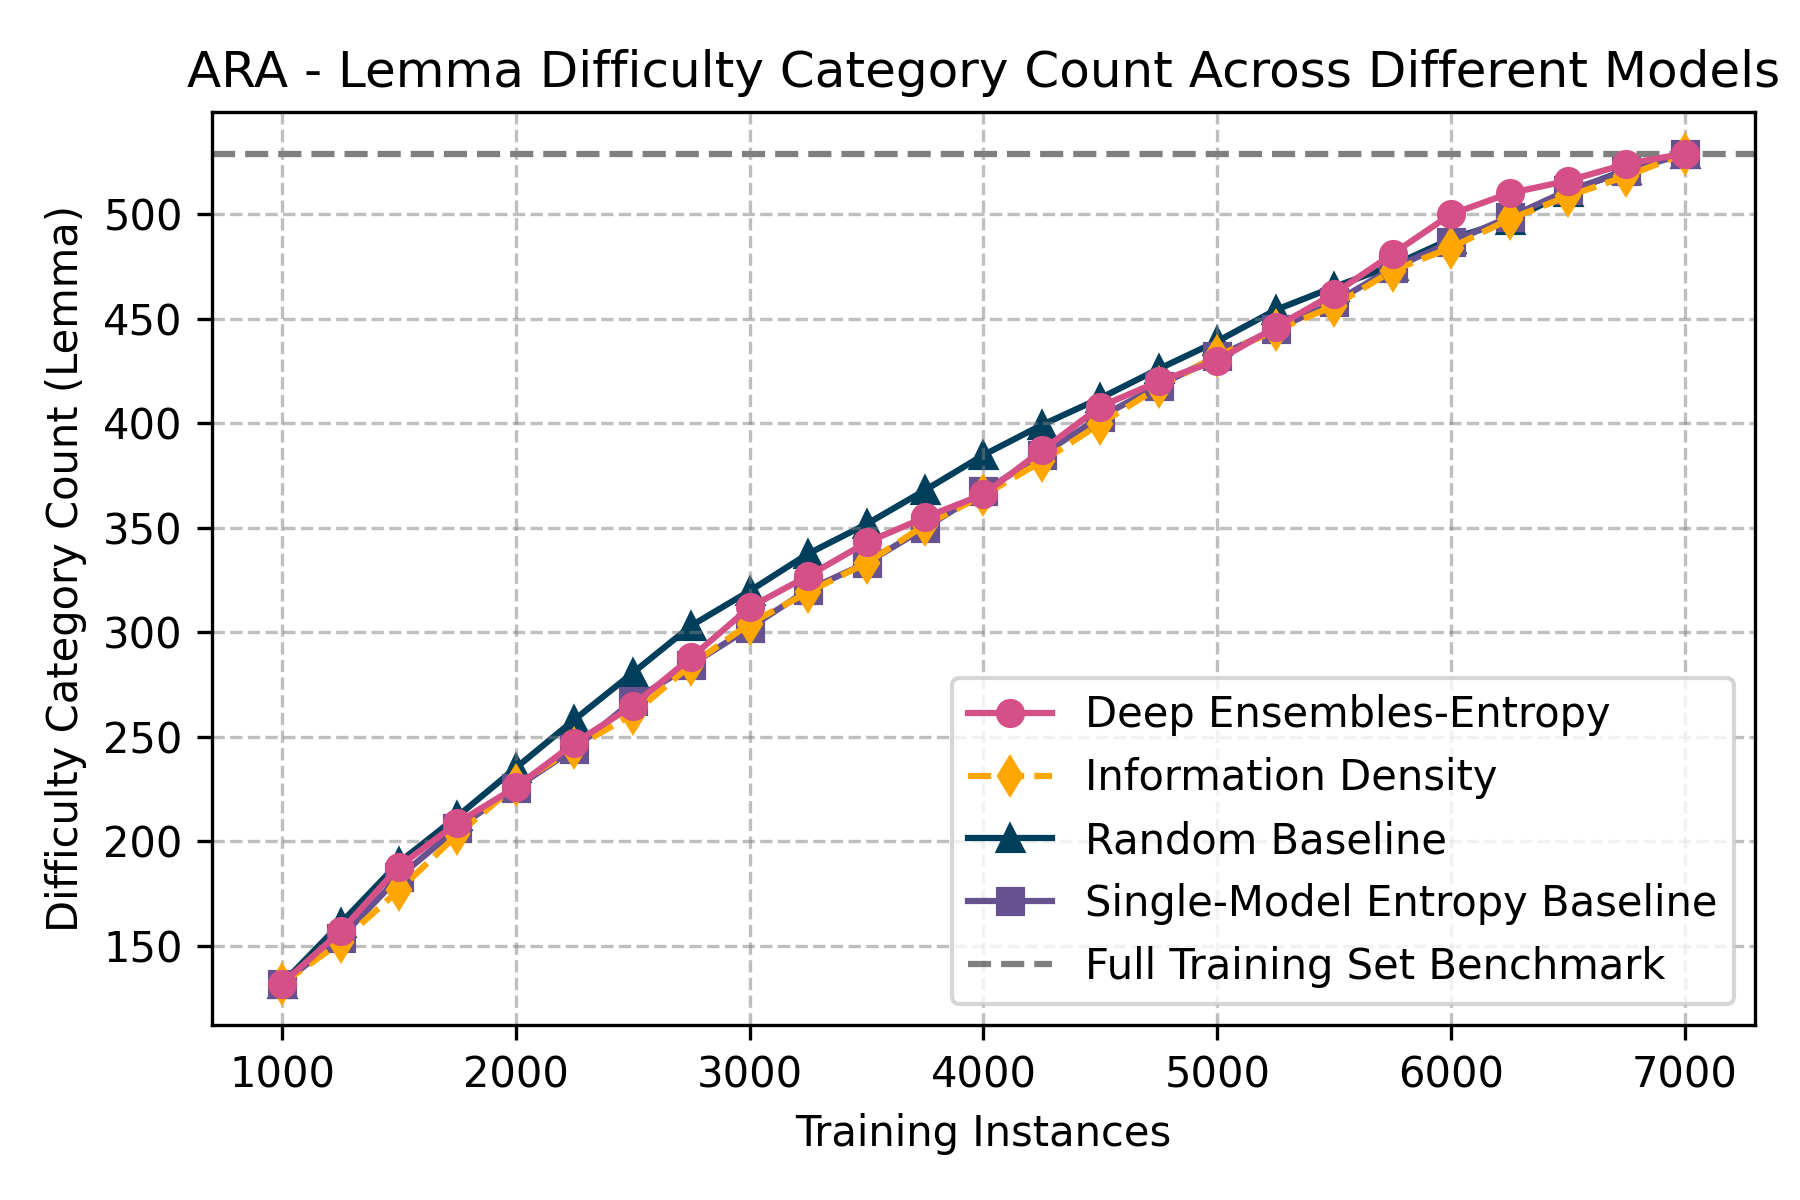 ARA - Lemma Difficulty Category Count Across Different Models
Difficulty Category Count (Lemma)
500
450
400
350
300
250
200
150
1000 2000 3000 4000 5000 6000 7000
Training Instances
Deep Ensembles-Entropy
Information Density
Random Baseline
Single-Model Entropy Baseline
Full Training Set Benchmark